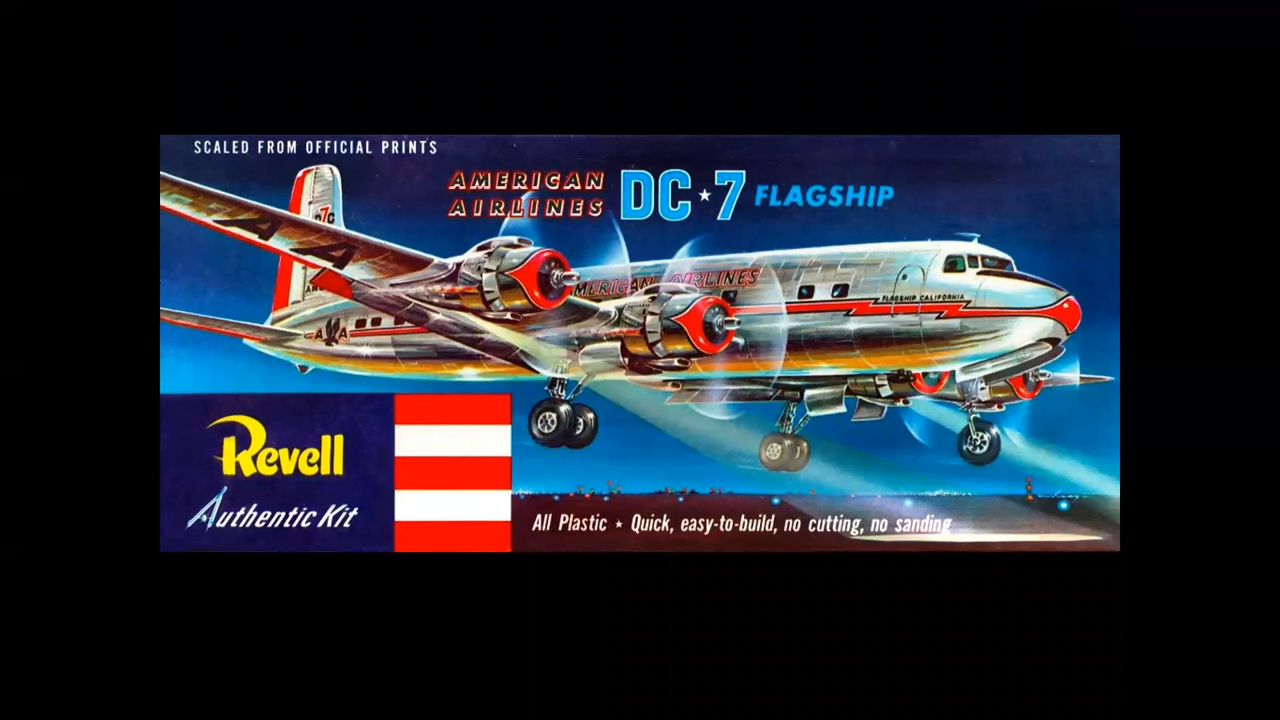 SCALED FROM OFFICIAL PRINTS
AMERICAN
AIRLINES
DC★7 FLAGSHIP
7C
A A
AMERICAN AIRLINES
FLAGSHIP CALIFORNIA
A A
Revell
Authentic Kit
All Plastic ★ Quick, easy-to-build, no cutting, no sanding